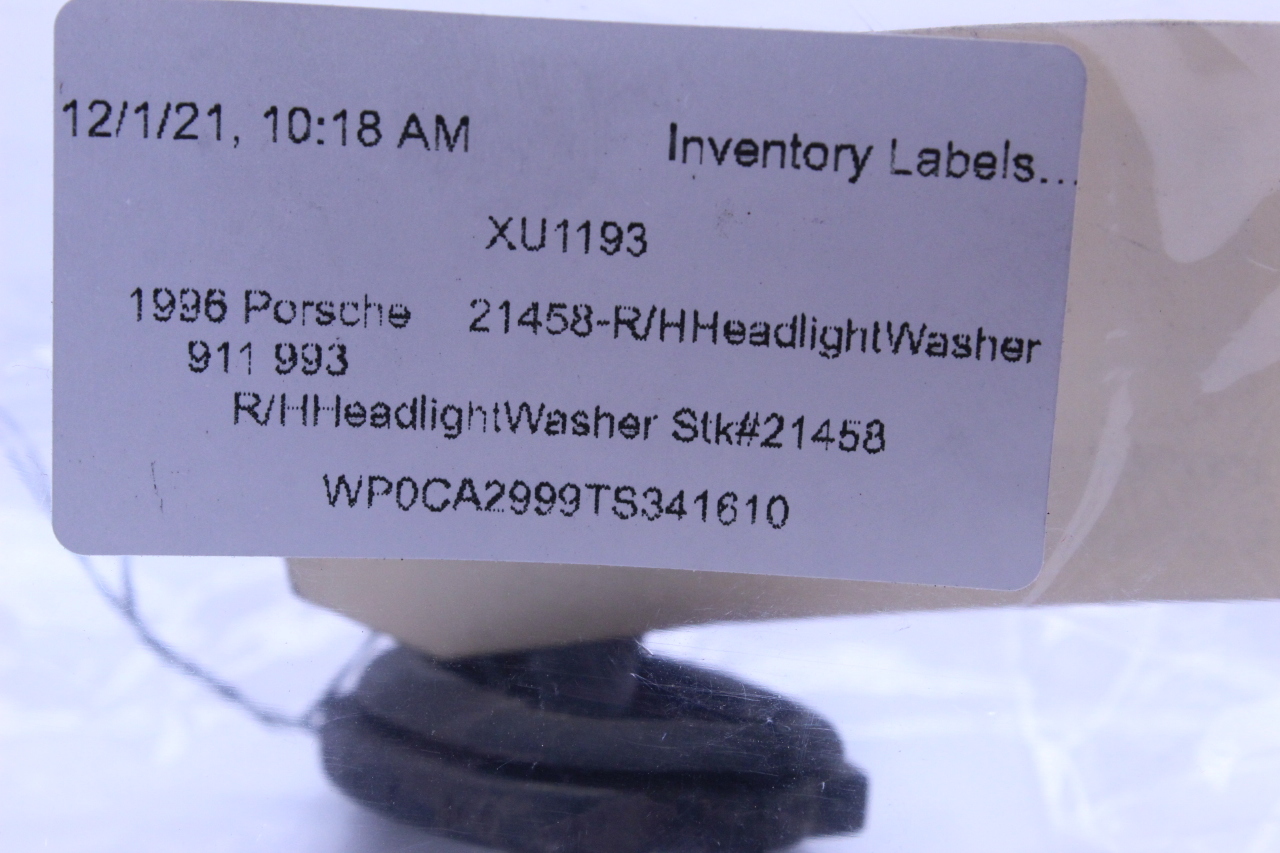 12/1/21, 10:18 AM Inventory Labels...
XU1193
1996 Porsche 21458-R/HHeadlightWasher
911 993
R/HHeadlightWasher Stk#21458
WP0CA2999TS341610